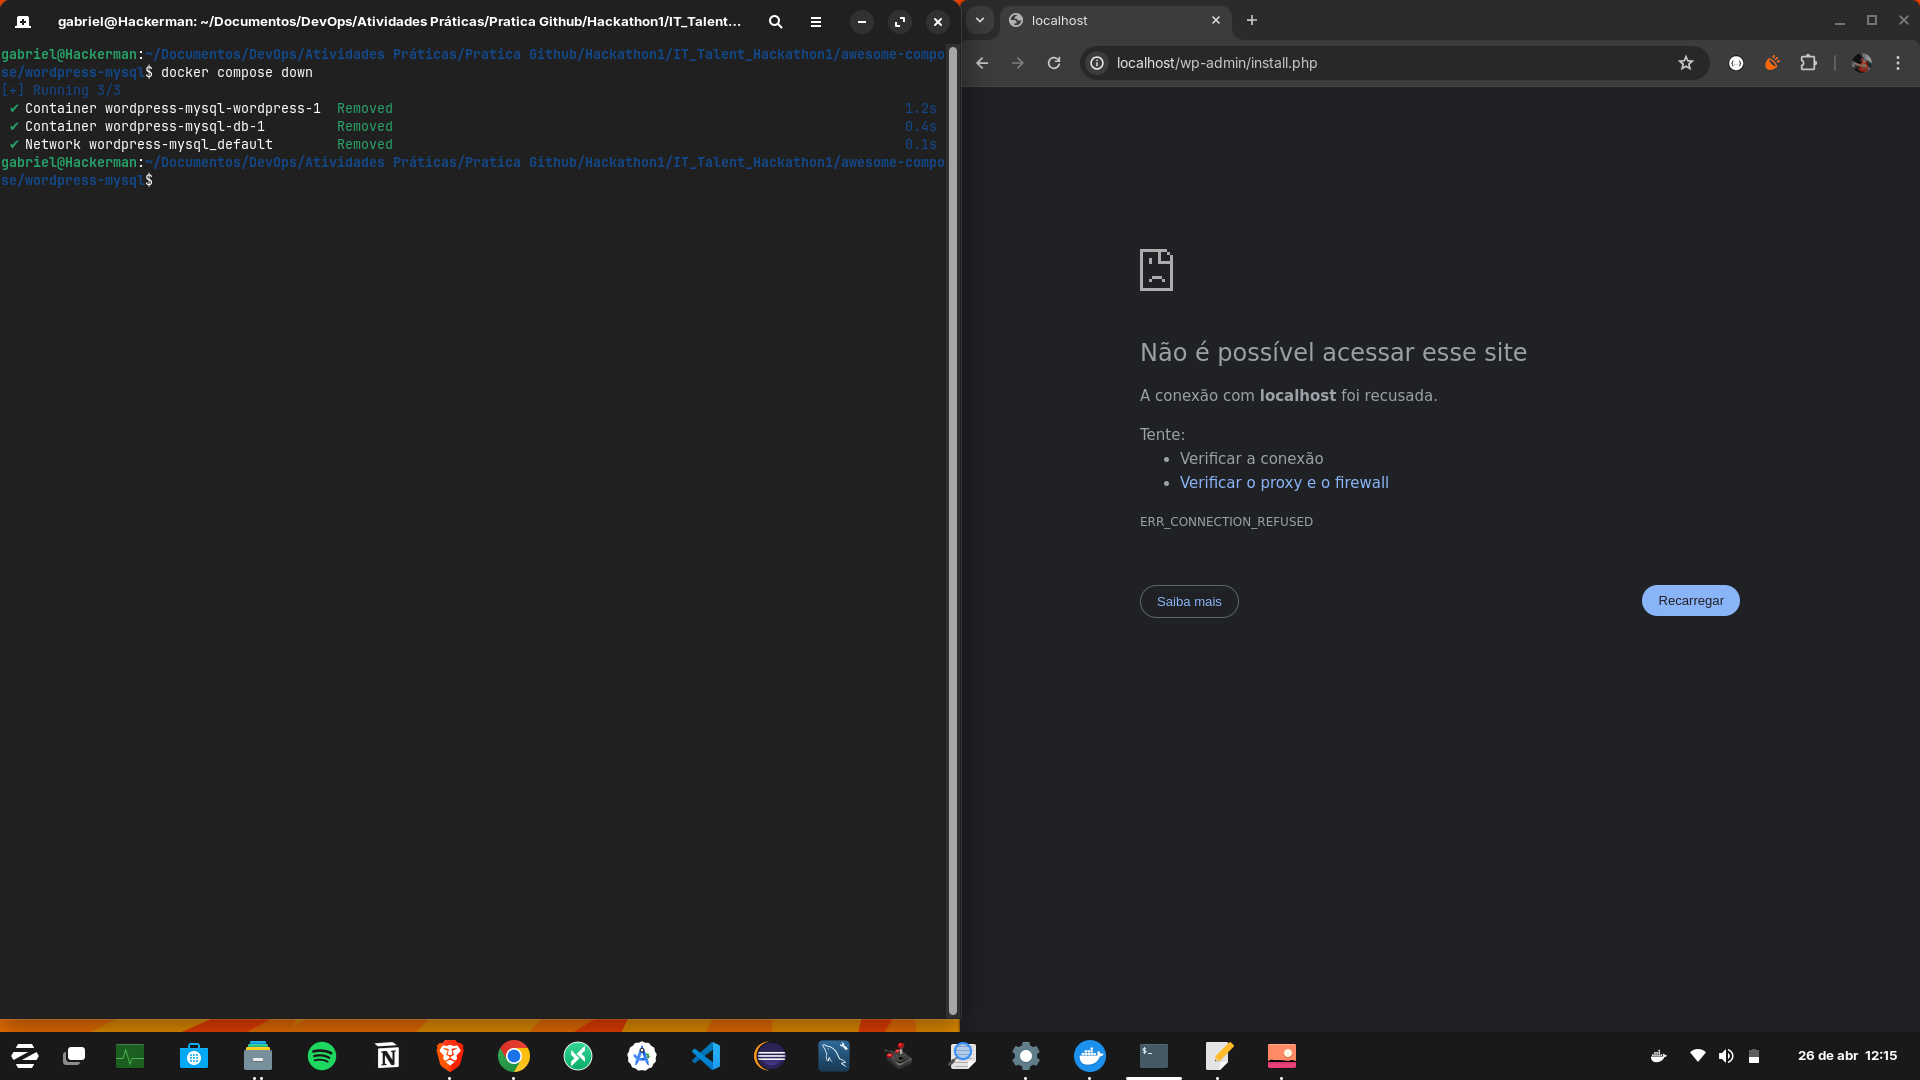 gabriel@Hackerman: ~/Documentos/DevOps/Atividades Práticas/Pratica Github/Hackathon1/IT_Talent...
gabriel@Hackerman:~/Documentos/DevOps/Atividades Práticas/Pratica Github/Hackathon1/IT_Talent_Hackathon1/awesome-compo
se/wordpress-mysql$ docker compose down
[+] Running 3/3
✔ Container wordpress-mysql-wordpress-1 Removed 1.2s
✔ Container wordpress-mysql-db-1 Removed 0.4s
✔ Network wordpress-mysql_default Removed 0.1s
gabriel@Hackerman:~/Documentos/DevOps/Atividades Práticas/Pratica Github/Hackathon1/IT_Talent_Hackathon1/awesome-compo
se/wordpress-mysql$
localhost
localhost/wp-admin/install.php
Não é possível acessar esse site
A conexão com localhost foi recusada.
Tente:
• Verificar a conexão
• Verificar o proxy e o firewall
ERR_CONNECTION_REFUSED
Saiba mais
Recarregar
26 de abr 12:15